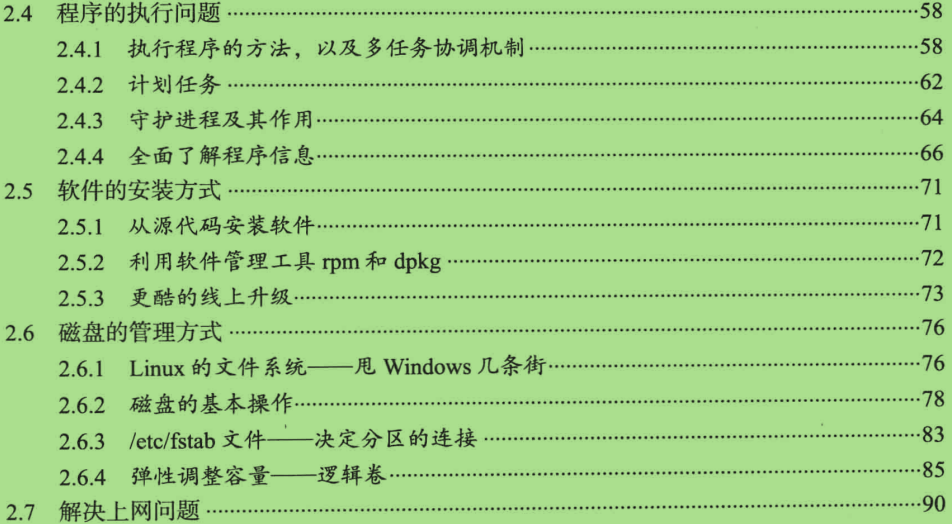 2.4 程序的执行问题……58
2.4.1 执行程序的方法，以及多任务协调机制……58
2.4.2 计划任务……62
2.4.3 守护进程及其作用……64
2.4.4 全面了解程序信息……66
2.5 软件的安装方式……71
2.5.1 从源代码安装软件……71
2.5.2 利用软件管理工具 rpm 和 dpkg……72
2.5.3 更酷的线上升级……73
2.6 磁盘的管理方式……76
2.6.1 Linux 的文件系统——甩 Windows 几条街……76
2.6.2 磁盘的基本操作……78
2.6.3 /etc/fstab 文件——决定分区的连接……83
2.6.4 弹性调整容量——逻辑卷……85
2.7 解决上网问题……90